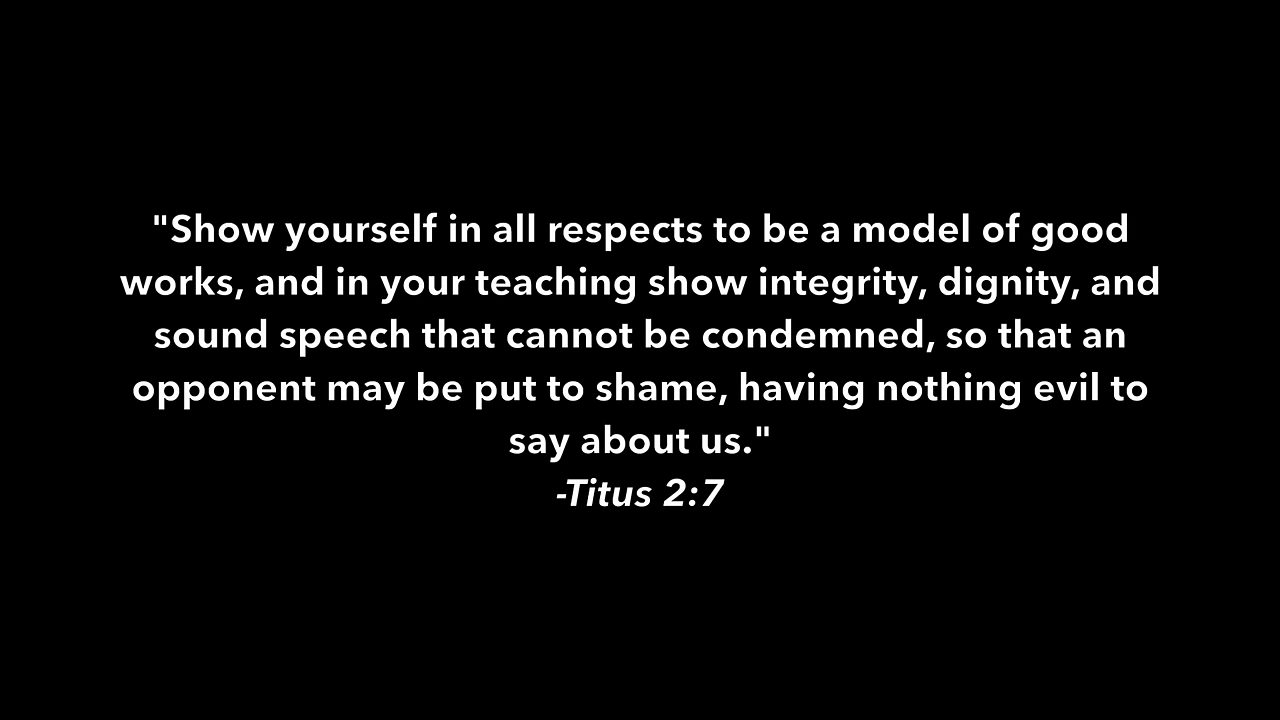 "Show yourself in all respects to be a model of good
works, and in your teaching show integrity, dignity, and
sound speech that cannot be condemned, so that an
opponent may be put to shame, having nothing evil to
say about us."
-Titus 2:7